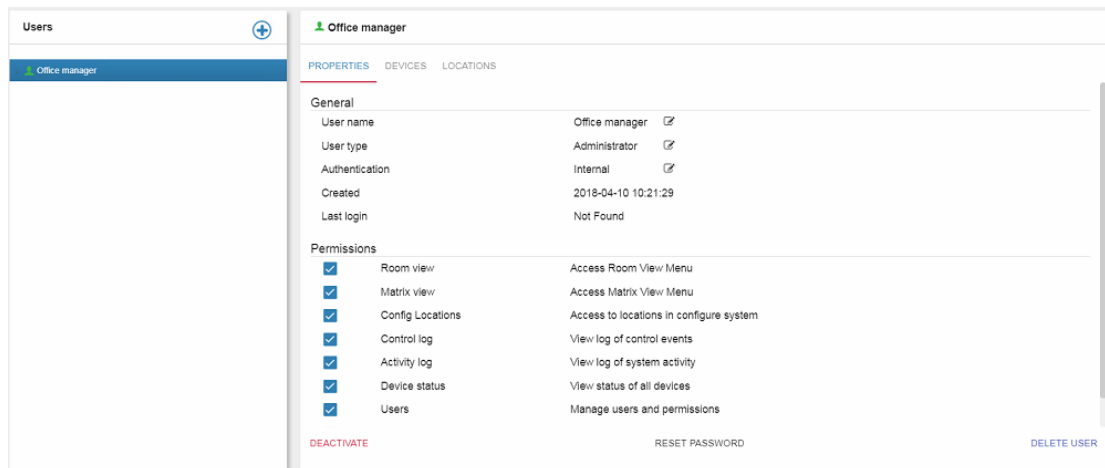 Users
Office manager
Office manager
PROPERTIES DEVICES LOCATIONS
General
User name Office manager
User type Administrator
Authentication Internal
Created 2018-04-10 10:21:29
Last login Not Found
Permissions
Room view Access Room View Menu
Matrix view Access Matrix View Menu
Config Locations Access to locations in configure system
Control log View log of control events
Activity log View log of system activity
Device status View status of all devices
Users Manage users and permissions
DEACTIVATE RESET PASSWORD DELETE USER